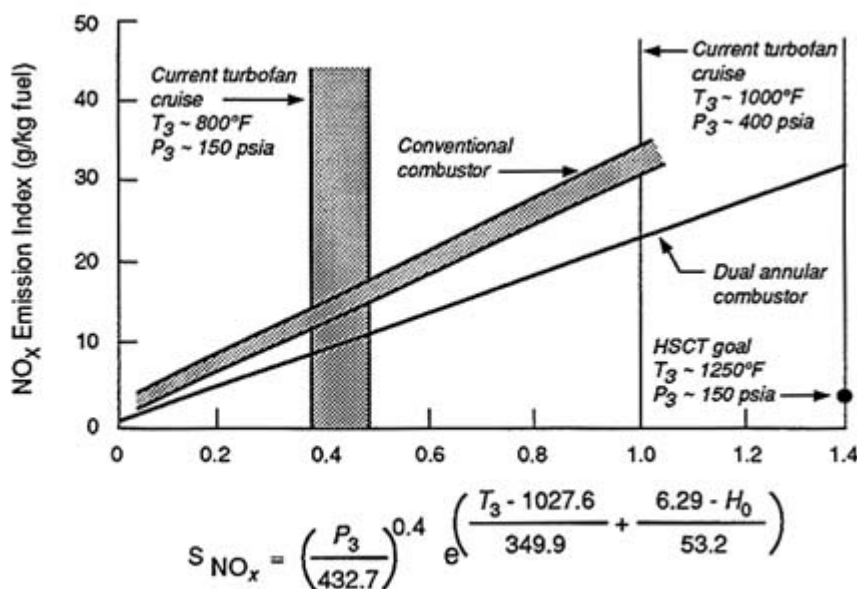 NOx Emission Index (g/kg fuel)
50
40
30
20
10
0
Current turbofan
cruise
T3 ~ 800°F
P3 ~ 150 psia
Conventional
combustor
Current turbofan
cruise
T3 ~ 1000°F
P3 ~ 400 psia
Dual annular
combustor
HSCT goal
T3 ~ 1250°F
P3 ~ 150 psia
0 0.2 0.4 0.6 0.8 1.0 1.2 1.4
S NOx = (P3 / 432.7)^0.4 e^(T3 - 1027.6 / 349.9 + 6.29 - H0 / 53.2)